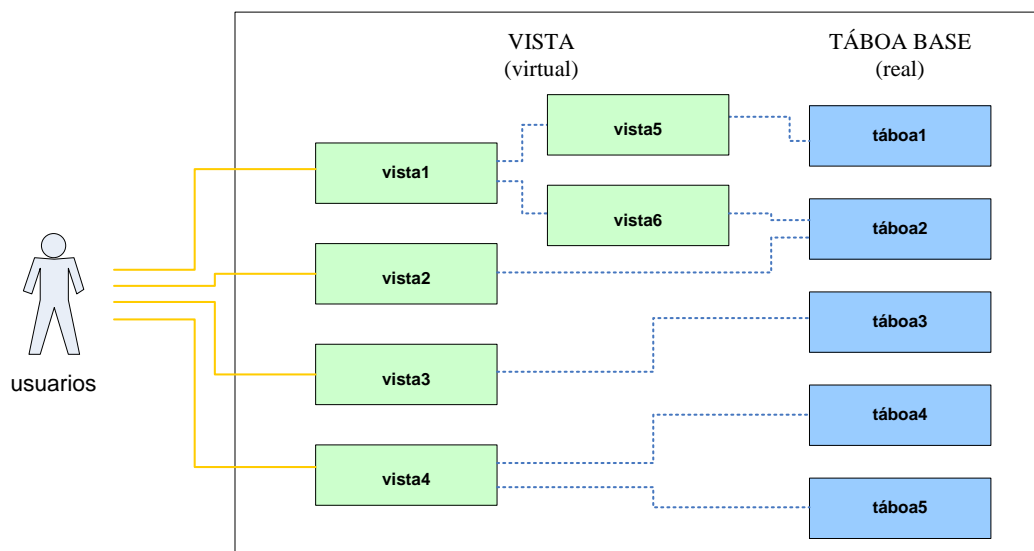 VISTA
(virtual)
TÁBOA BASE
(real)
vista5
táboa1
vista1
vista6
táboa2
vista2
táboa3
vista3
usuarios
táboa4
vista4
táboa5